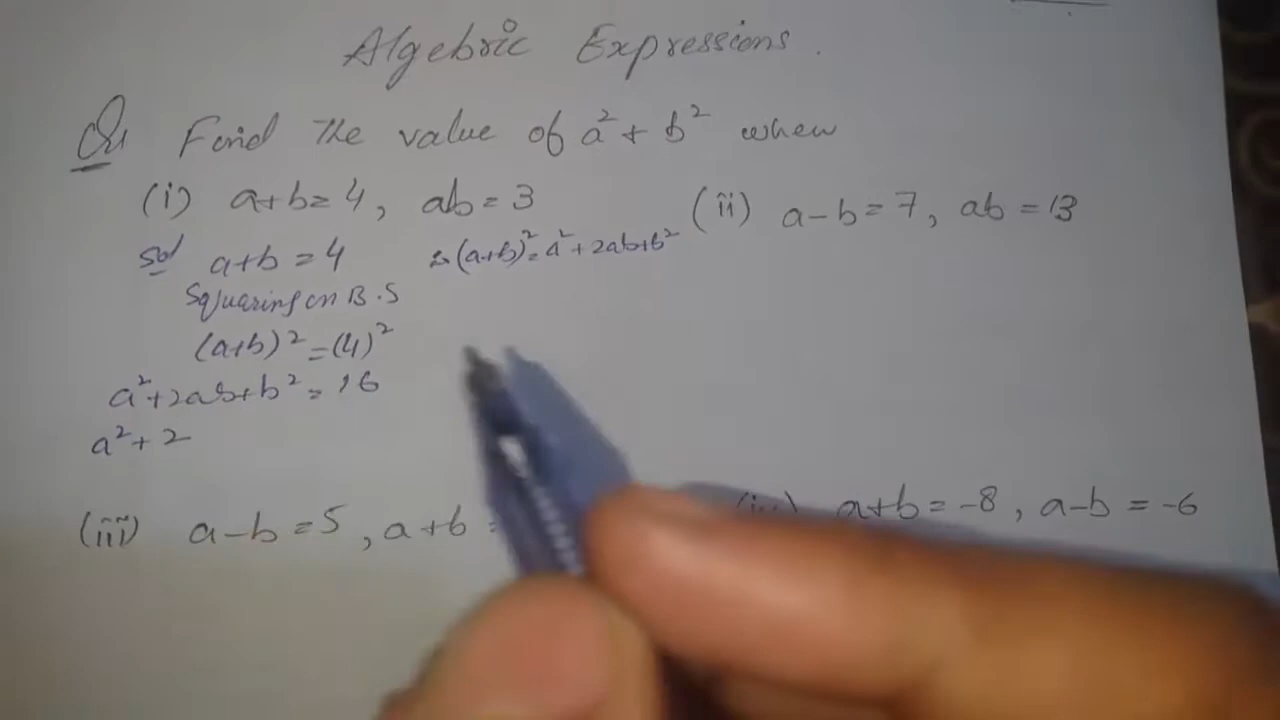 Algebric Expressions.
Q1 Find the value of a² + b² when
(i) a+b=4, ab=3
(ii) a-b=7, ab=13
Sol a+b=4
∴(a+b)²=a²+2ab+b²
Squaring on B.S
(a+b)²=(4)²
a²+2ab+b²=16
a²+2
(iii) a-b=5, a+b=
a+b=-8, a-b=-6